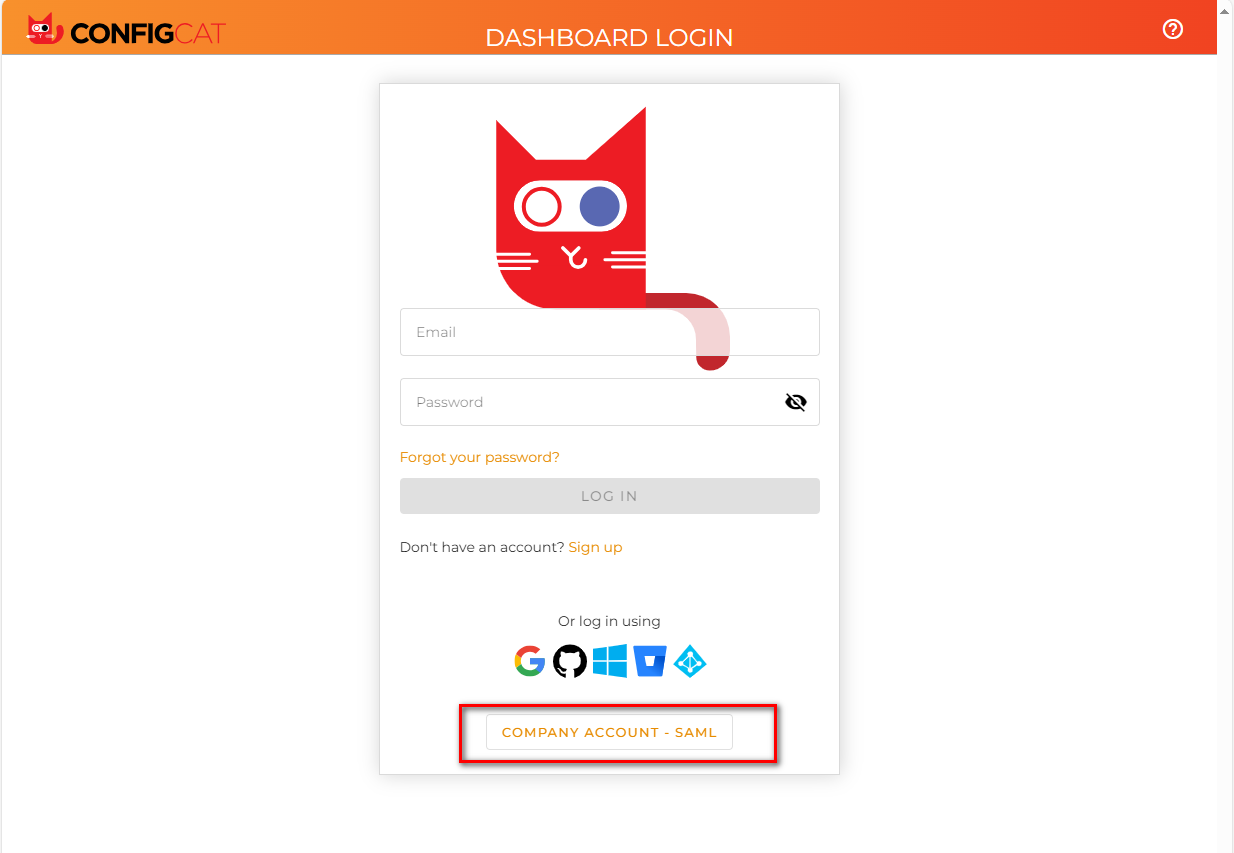 CONFIGCAT
DASHBOARD LOGIN
Email
Password
Forgot your password?
LOG IN
Don't have an account? Sign up
Or log in using
COMPANY ACCOUNT - SAML